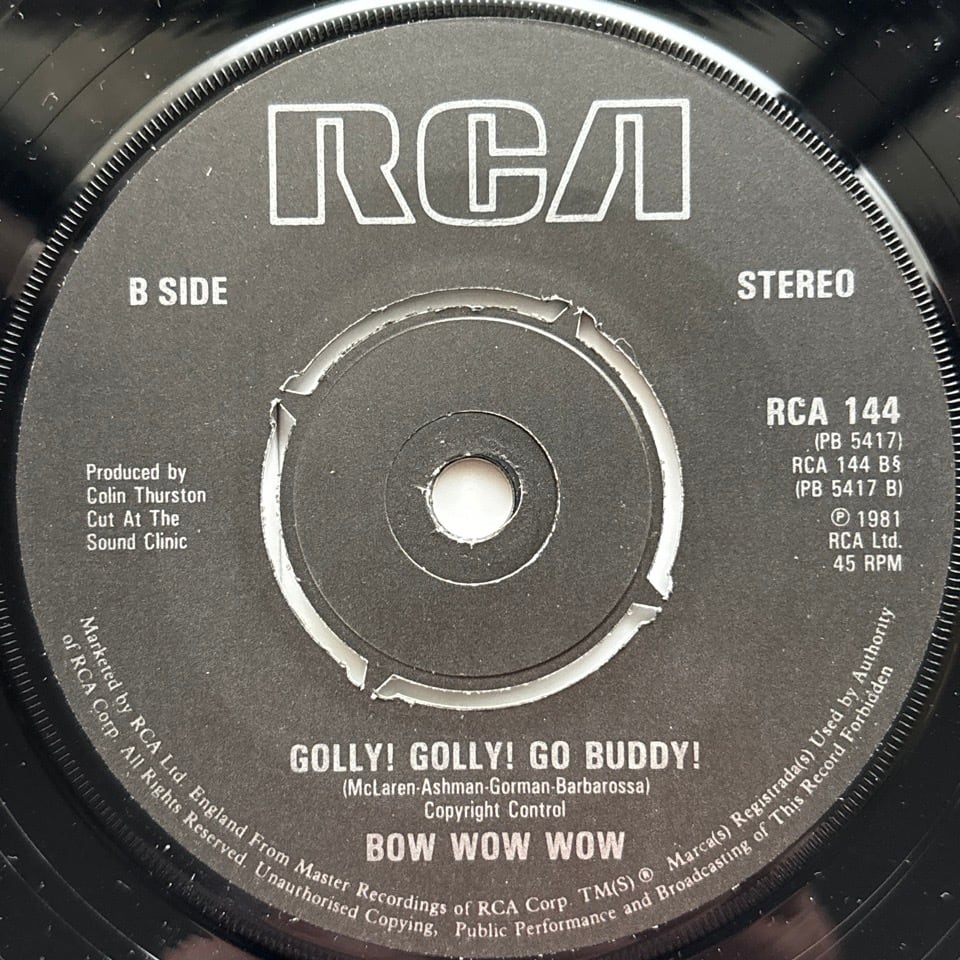 RCA
B SIDE
STEREO
RCA 144
(PB 5417)
RCA 144 B§
(PB 5417 B)
℗ 1981
RCA Ltd.
45 RPM
Produced by
Colin Thurston
Cut At The
Sound Clinic
GOLLY! GOLLY! GO BUDDY!
(McLaren-Ashman-Gorman-Barbarossa)
Copyright Control
BOW WOW WOW
Marketed by RCA Ltd. England From Master Recordings of RCA Corp. TM(S) ® Marca(s) Registrada(s) Used by Authority
of RCA Corp. All Rights Reserved. Unauthorised Copying, Public Performance and Broadcasting of This Record Forbidden